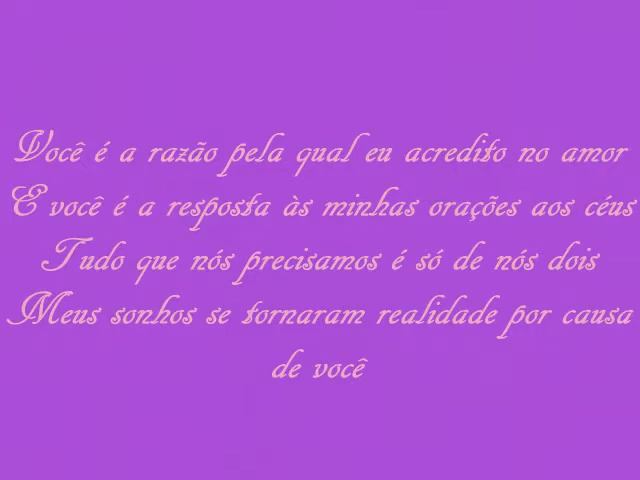 Você é a razão pela qual eu acredito no amor
E você é a resposta às minhas orações aos céus
Tudo que nós precisamos é só de nós dois
Meus sonhos se tornaram realidade por causa
de você